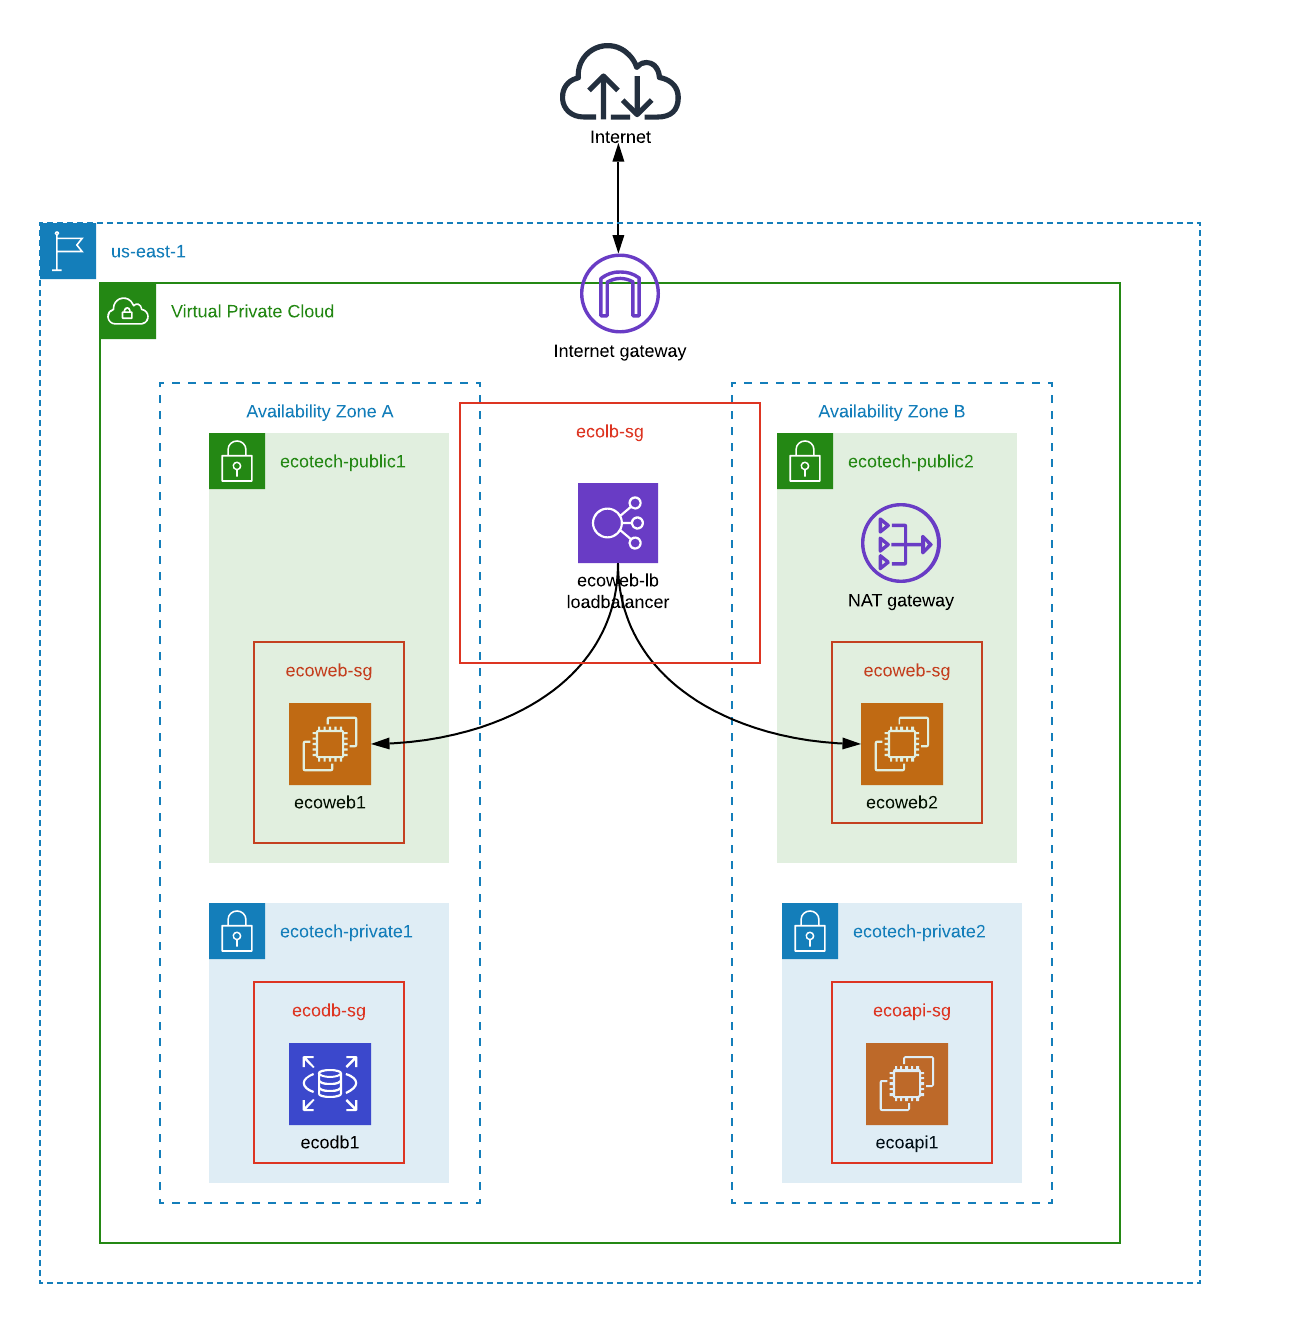 Internet
us-east-1
Virtual Private Cloud
Internet gateway
Availability Zone A
Availability Zone B
ecolb-sg
ecotech-public1
ecotech-public2
ecoweb-lb
loadbalancer
NAT gateway
ecoweb-sg
ecoweb-sg
ecoweb1
ecoweb2
ecotech-private1
ecotech-private2
ecodb-sg
ecoapi-sg
ecodb1
ecoapi1